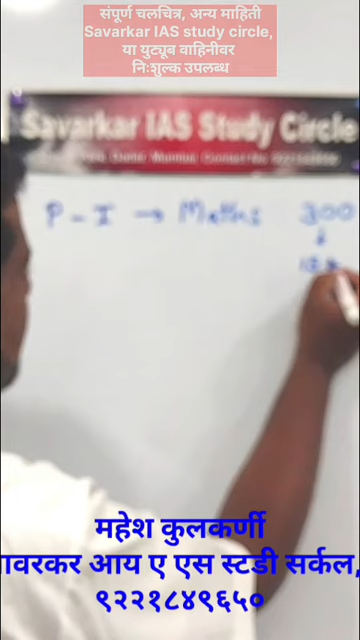 संपूर्ण चलचित्र, अन्य माहिती
Savarkar IAS study circle,
या युट्यूब वाहिनीवर
नि:शुल्क उपलब्ध
Savarkar IAS Study Circle
P - I → Maths 300
↓
महेश कुलकर्णी
ावरकर आय ए एस स्टडी सर्कल,
९२२१८४९६५०